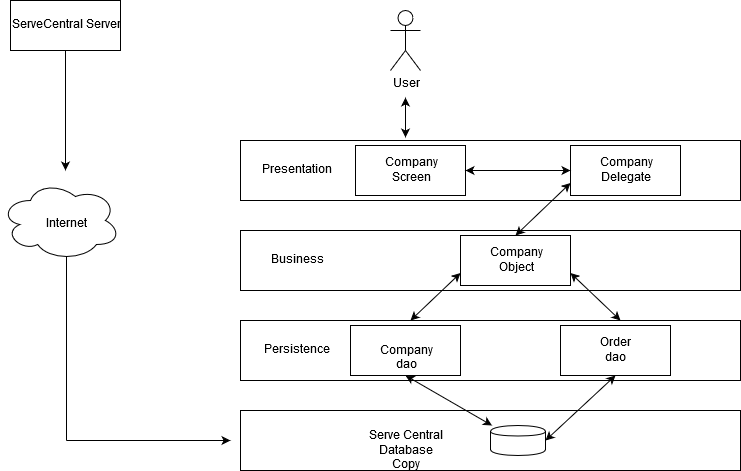 ServeCentral Server
User
Presentation
Company
Screen
Company
Delegate
Internet
Business
Company
Object
Persistence
Company
dao
Order
dao
Serve Central
Database
Copy